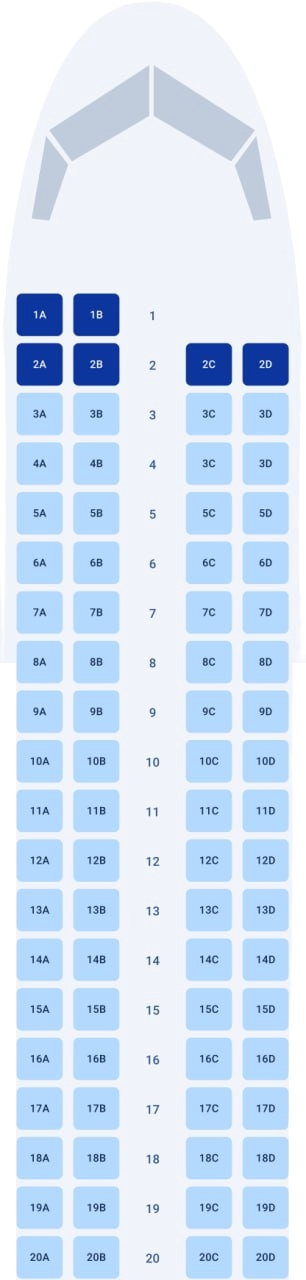 1A 1B 1
2A 2B 2 2C 2D
3A 3B 3 3C 3D
4A 4B 4 3C 3D
5A 5B 5 5C 5D
6A 6B 6 6C 6D
7A 7B 7 7C 7D
8A 8B 8 8C 8D
9A 9B 9 9C 9D
10A 10B 10 10C 10D
11A 11B 11 11C 11D
12A 12B 12 12C 12D
13A 13B 13 13C 13D
14A 14B 14 14C 14D
15A 15B 15 15C 15D
16A 16B 16 16C 16D
17A 17B 17 17C 17D
18A 18B 18 18C 18D
19A 19B 19 19C 19D
20A 20B 20 20C 20D